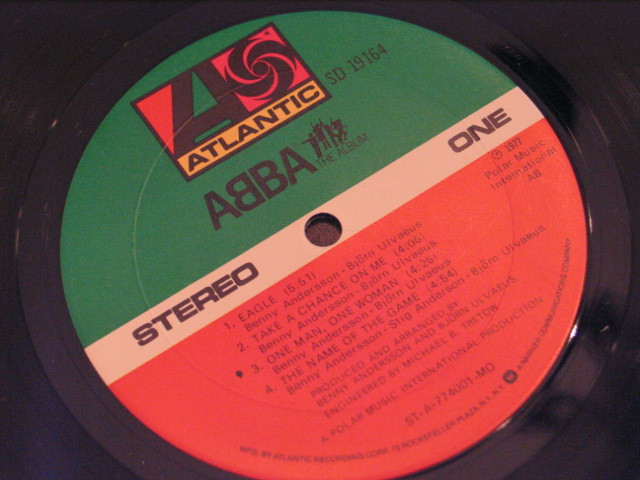 ATLANTIC
SD 19164
ABBA
THE ALBUM
STEREO
ONE
℗ 1977
Polar Music
International
AB
1. EAGLE (5:51)
Benny Andersson-Björn Ulvaeus
2. TAKE A CHANCE ON ME (4:05)
Benny Andersson-Björn Ulvaeus
3. ONE MAN, ONE WOMAN (4:25)
Benny Andersson-Björn Ulvaeus
4. THE NAME OF THE GAME (4:54)
Benny Andersson-Stig Anderson-Björn Ulvaeus
PRODUCED AND ARRANGED BY
BENNY ANDERSSON AND BJÖRN ULVAEUS
ENGINEERED BY MICHAEL B. TRETOW
A POLAR MUSIC INTERNATIONAL PRODUCTION
ST-A-774001-MO
MFG. BY ATLANTIC RECORDING CORP. 75 ROCKEFELLER PLAZA, N.Y. N.Y.
A WARNER COMMUNICATIONS COMPANY